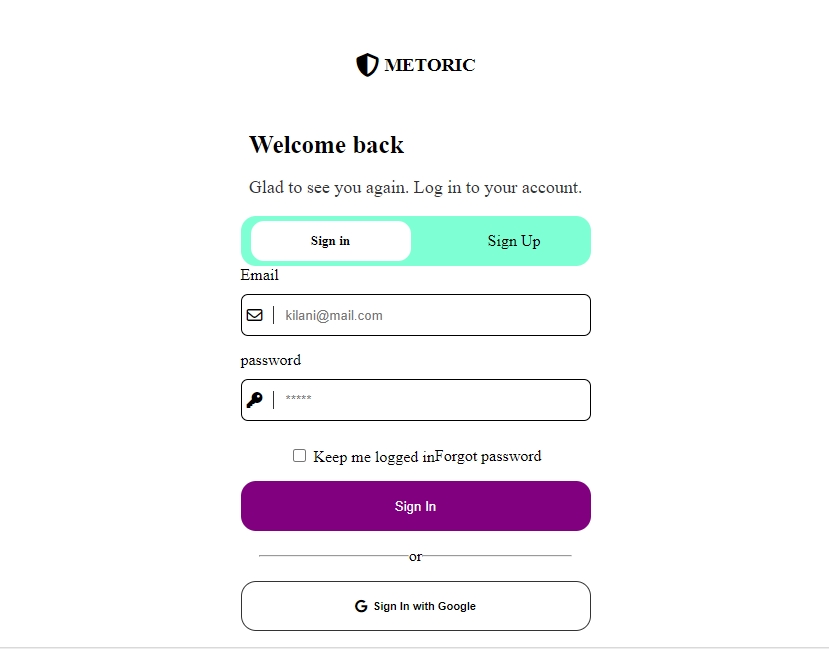 METORIC
Welcome back
Glad to see you again. Log in to your account.
Sign in Sign Up
Email
kilani@mail.com
password
*****
Keep me logged inForgot password
Sign In
or
G Sign In with Google